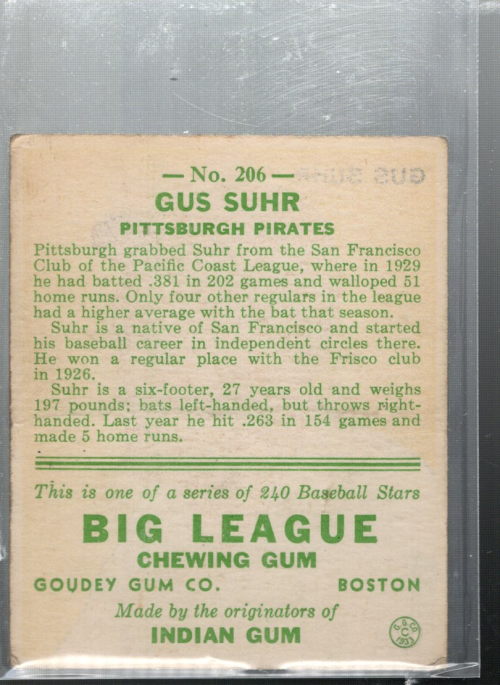 — No. 206 —
GUS SUHR
PITTSBURGH PIRATES
Pittsburgh grabbed Suhr from the San Francisco
Club of the Pacific Coast League, where in 1929
he had batted .381 in 202 games and walloped 51
home runs. Only four other regulars in the league
had a higher average with the bat that season.
Suhr is a native of San Francisco and started
his baseball career in independent circles there.
He won a regular place with the Frisco club
in 1926.
Suhr is a six-footer, 27 years old and weighs
197 pounds; bats left-handed, but throws right-
handed. Last year he hit .263 in 154 games and
made 5 home runs.
This is one of a series of 240 Baseball Stars
BIG LEAGUE
CHEWING GUM
GOUDEY GUM CO. BOSTON
Made by the originators of
INDIAN GUM
G.G.CO.
C
1933